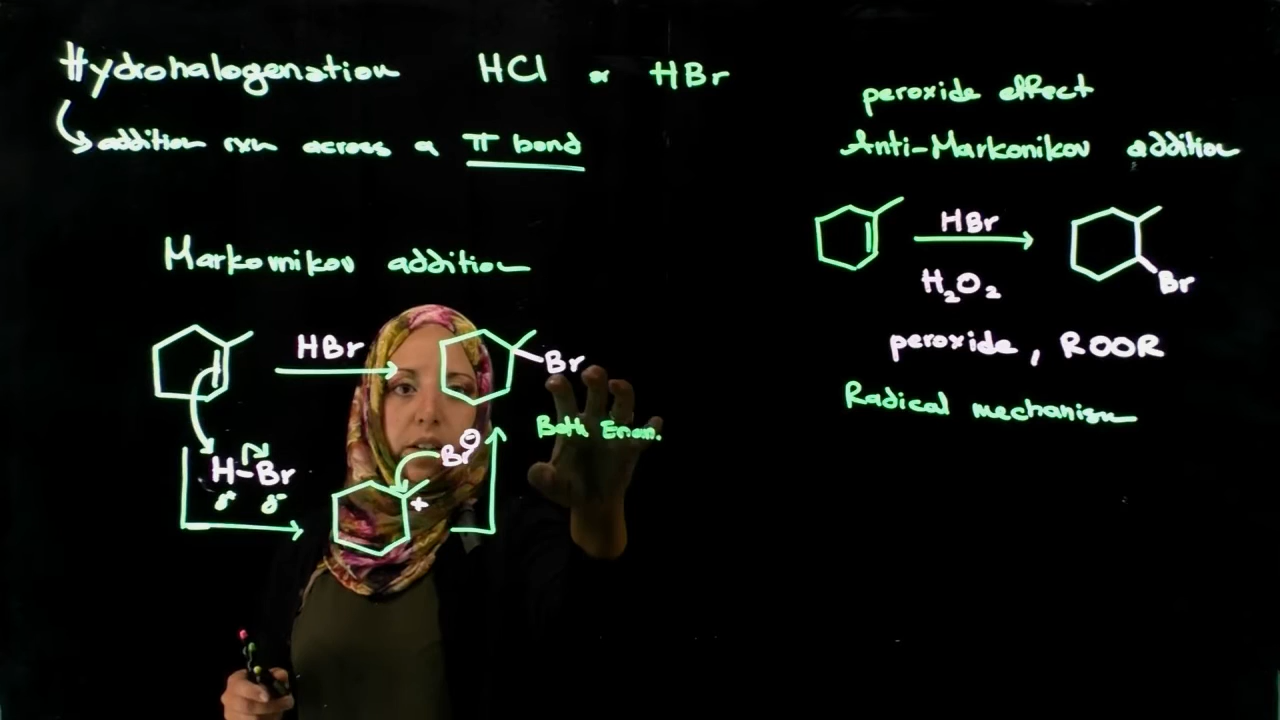 Hydrohalogenation HCl or HBr
addition rxn across a π bond
Markovnikov addition
HBr
Br
H-Br
δ+ δ-
Br⊖
+
Both Enan.
peroxide effect
Anti-Markonikov addition
HBr
H₂O₂
Br
peroxide, ROOR
Radical mechanism